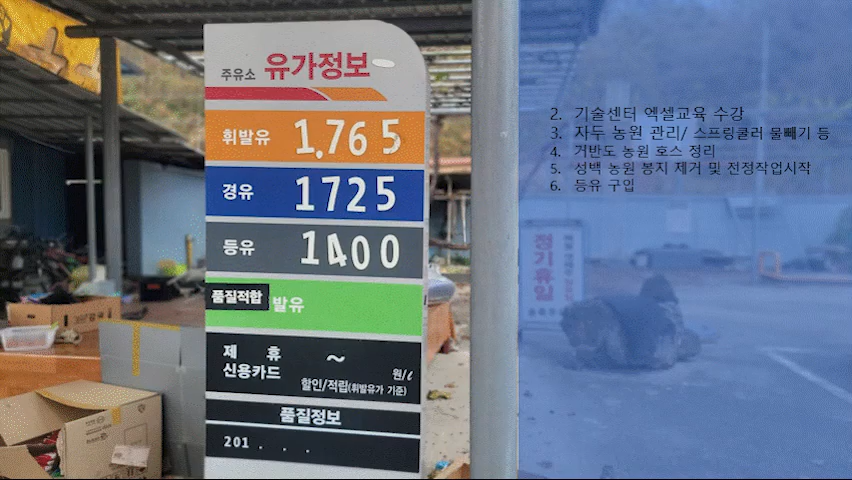 주유소 유가정보
휘발유 1.765
경유 1725
등유 1400
품질적합 발유
제 휴
신용카드 ~ 원/ℓ
할인/적립(휘발유가 기준)
품질정보
201 . . .
2. 기술센터 엑셀교육 수강
3. 자두 농원 관리/ 스프링쿨러 물빼기 등
4. 거반도 농원 호스 정리
5. 성백 농원 봉지 제거 및 전정작업시작
6. 등유 구입
정기휴일